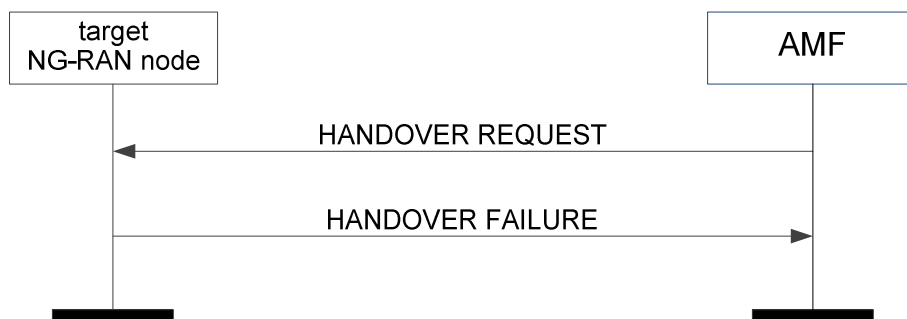 target
NG-RAN node
AMF
HANDOVER REQUEST
HANDOVER FAILURE